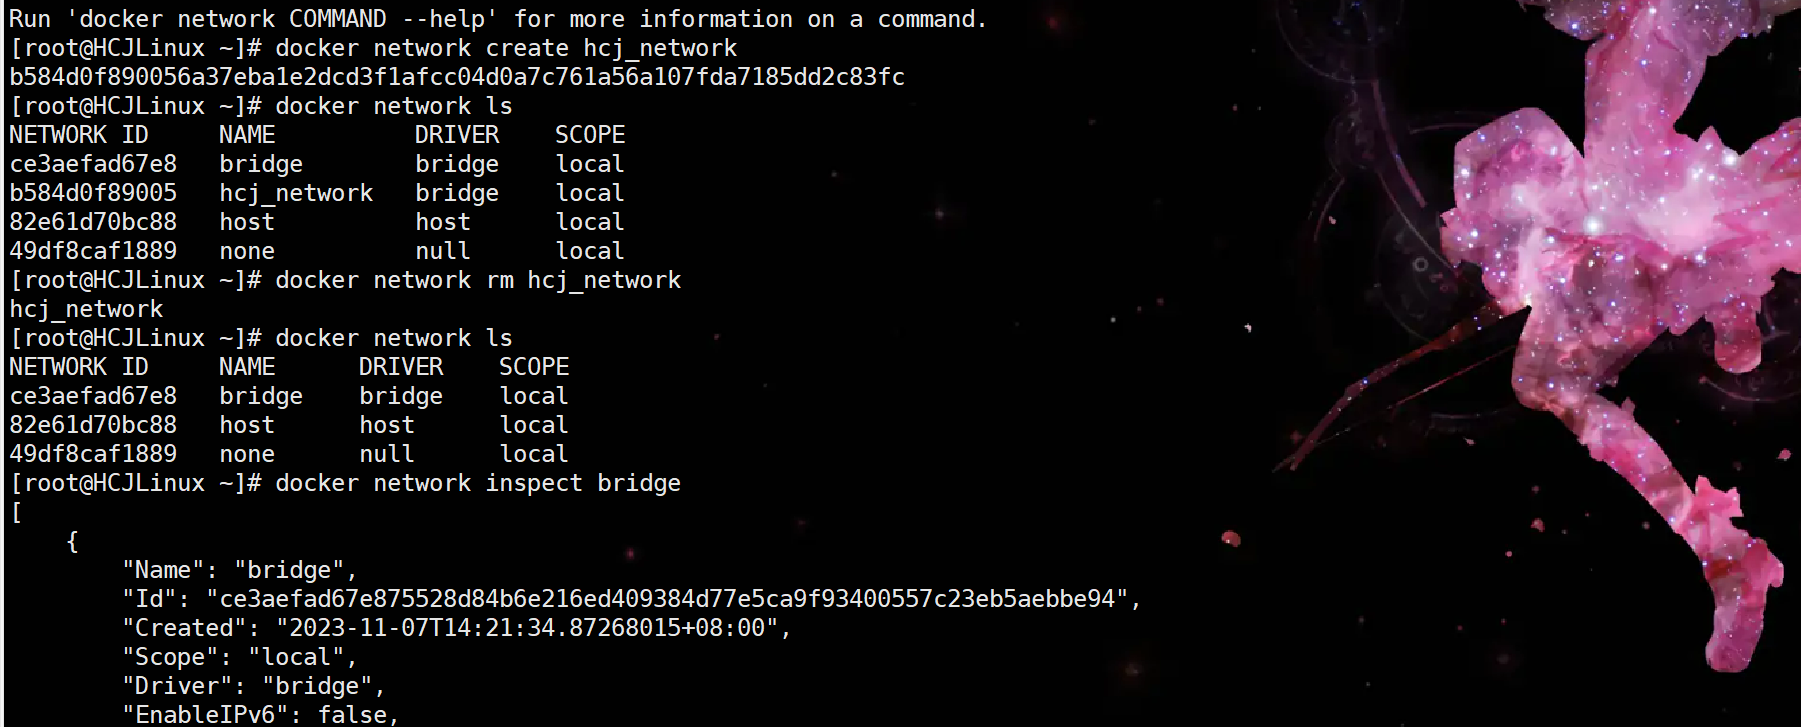 Run 'docker network COMMAND --help' for more information on a command.
[root@HCJLinux ~]# docker network create hcj_network
b584d0f890056a37eba1e2dcd3f1afcc04d0a7c761a56a107fda7185dd2c83fc
[root@HCJLinux ~]# docker network ls
NETWORK ID     NAME          DRIVER    SCOPE
ce3aefad67e8   bridge        bridge    local
b584d0f89005   hcj_network   bridge    local
82e61d70bc88   host          host      local
49df8caf1889   none          null      local
[root@HCJLinux ~]# docker network rm hcj_network
hcj_network
[root@HCJLinux ~]# docker network ls
NETWORK ID     NAME      DRIVER    SCOPE
ce3aefad67e8   bridge    bridge    local
82e61d70bc88   host      host      local
49df8caf1889   none      null      local
[root@HCJLinux ~]# docker network inspect bridge
[
    {
        "Name": "bridge",
        "Id": "ce3aefad67e875528d84b6e216ed409384d77e5ca9f93400557c23eb5aebbe94",
        "Created": "2023-11-07T14:21:34.87268015+08:00",
        "Scope": "local",
        "Driver": "bridge",
        "EnableIPv6": false,